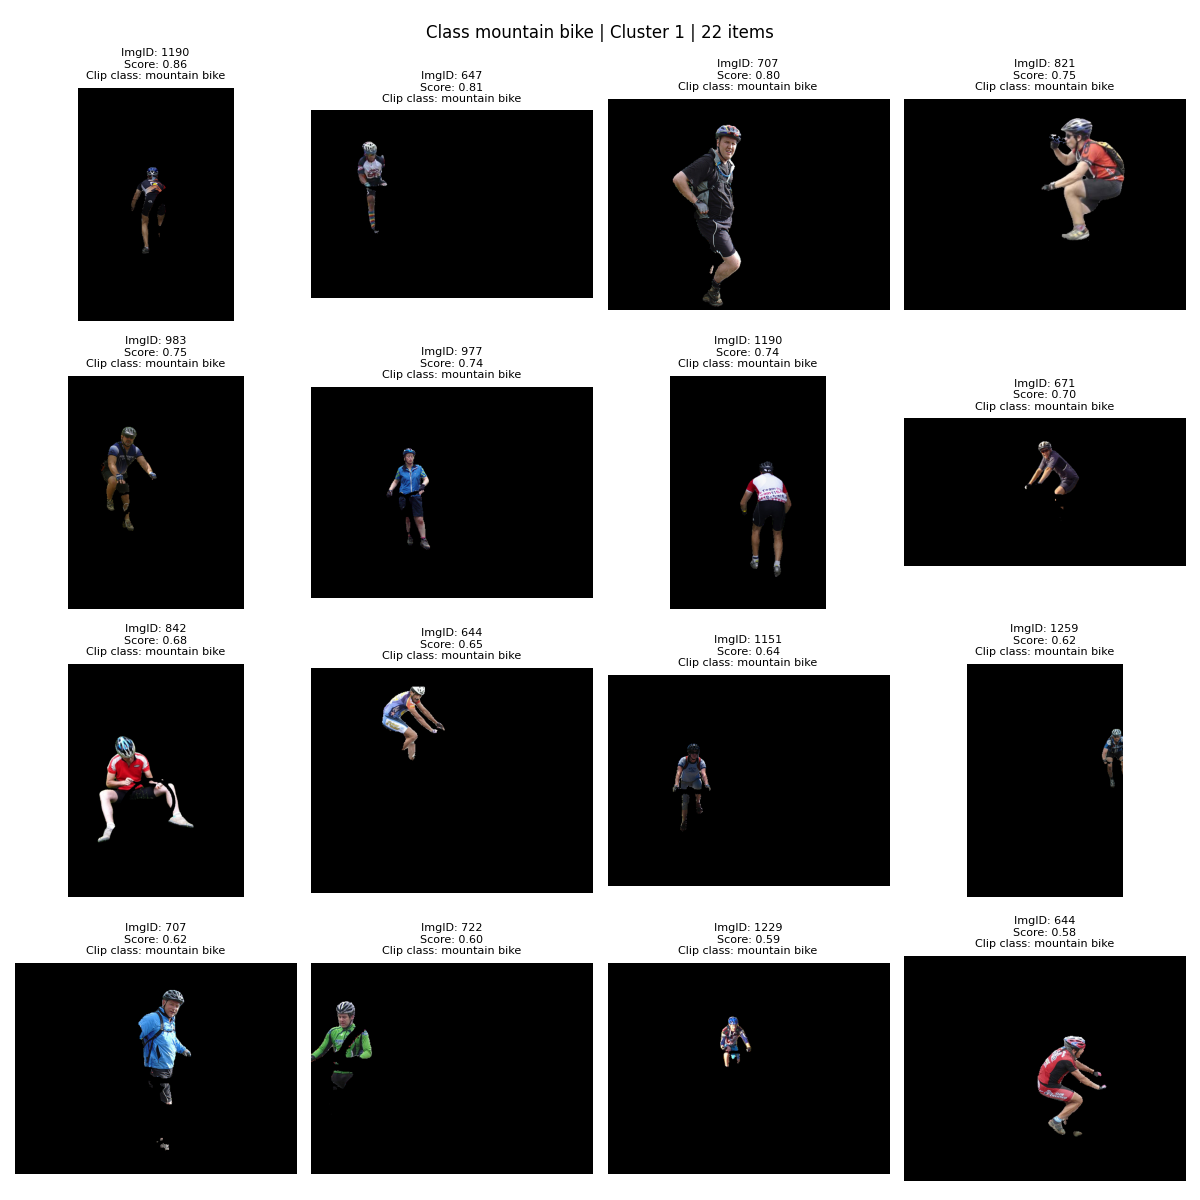 Class mountain bike | Cluster 1 | 22 items
ImgID: 1190
Score: 0.86
Clip class: mountain bike
ImgID: 647
Score: 0.81
Clip class: mountain bike
ImgID: 707
Score: 0.80
Clip class: mountain bike
ImgID: 821
Score: 0.75
Clip class: mountain bike
ImgID: 983
Score: 0.75
Clip class: mountain bike
ImgID: 977
Score: 0.74
Clip class: mountain bike
ImgID: 1190
Score: 0.74
Clip class: mountain bike
ImgID: 671
Score: 0.70
Clip class: mountain bike
ImgID: 842
Score: 0.68
Clip class: mountain bike
ImgID: 644
Score: 0.65
Clip class: mountain bike
ImgID: 1151
Score: 0.64
Clip class: mountain bike
ImgID: 1259
Score: 0.62
Clip class: mountain bike
ImgID: 707
Score: 0.62
Clip class: mountain bike
ImgID: 722
Score: 0.60
Clip class: mountain bike
ImgID: 1229
Score: 0.59
Clip class: mountain bike
ImgID: 644
Score: 0.58
Clip class: mountain bike